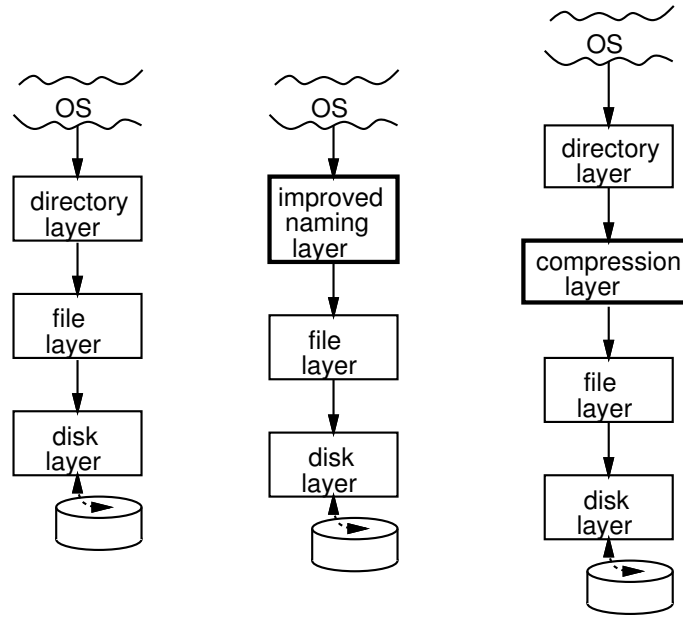 OS
directory
layer
file
layer
disk
layer
OS
improved
naming
layer
file
layer
disk
layer
OS
directory
layer
compression
layer
file
layer
disk
layer